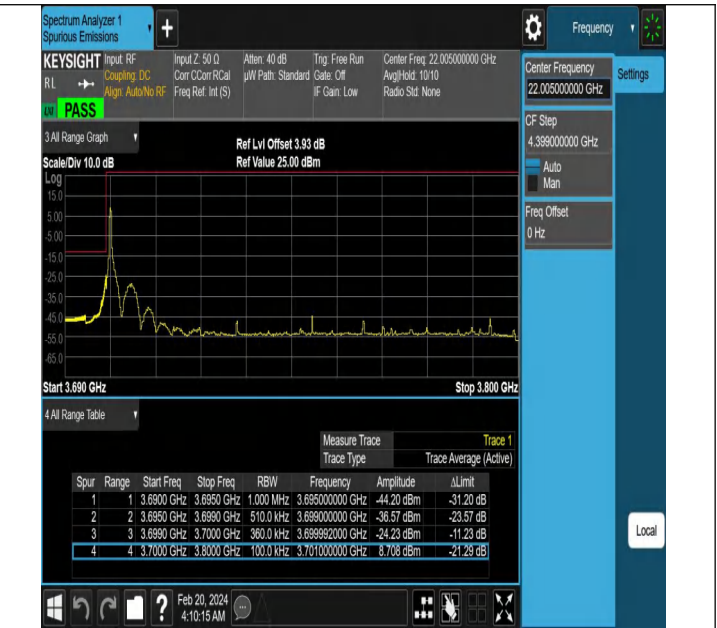 Spectrum Analyzer 1
Spurious Emissions
Frequency
KEYSIGHT Input: RF Input Z: 50 Ω Atten: 40 dB Trig: Free Run Center Freq: 22.005000000 GHz
RL Coupling: DC Corr CCorr RCal µW Path: Standard Gate: Off Avg|Hold: 10/10
Align: Auto/No RF Freq Ref: Int (S) IF Gain: Low Radio Std: None
PASS
Center Frequency
22.005000000 GHz
Settings
CF Step
4.399000000 GHz
Auto
Man
Freq Offset
0 Hz
3 All Range Graph
Ref Lvl Offset 3.93 dB
Scale/Div 10.0 dB Ref Value 25.00 dBm
Log
15.0
5.00
-5.00
-15.0
-25.0
-35.0
-45.0
-55.0
-65.0
Start 3.690 GHz Stop 3.800 GHz
4 All Range Table
Measure Trace Trace 1
Trace Type Trace Average (Active)
Spur Range Start Freq Stop Freq RBW Frequency Amplitude ΔLimit
1 1 3.6900 GHz 3.6950 GHz 1.000 MHz 3.695000000 GHz -44.20 dBm -31.20 dB
2 2 3.6950 GHz 3.6990 GHz 510.0 kHz 3.699000000 GHz -36.57 dBm -23.57 dB
3 3 3.6990 GHz 3.7000 GHz 360.0 kHz 3.699992000 GHz -24.23 dBm -11.23 dB
4 4 3.7000 GHz 3.8000 GHz 100.0 kHz 3.701000000 GHz 8.708 dBm -21.29 dB
Local
Feb 20, 2024
4:10:15 AM